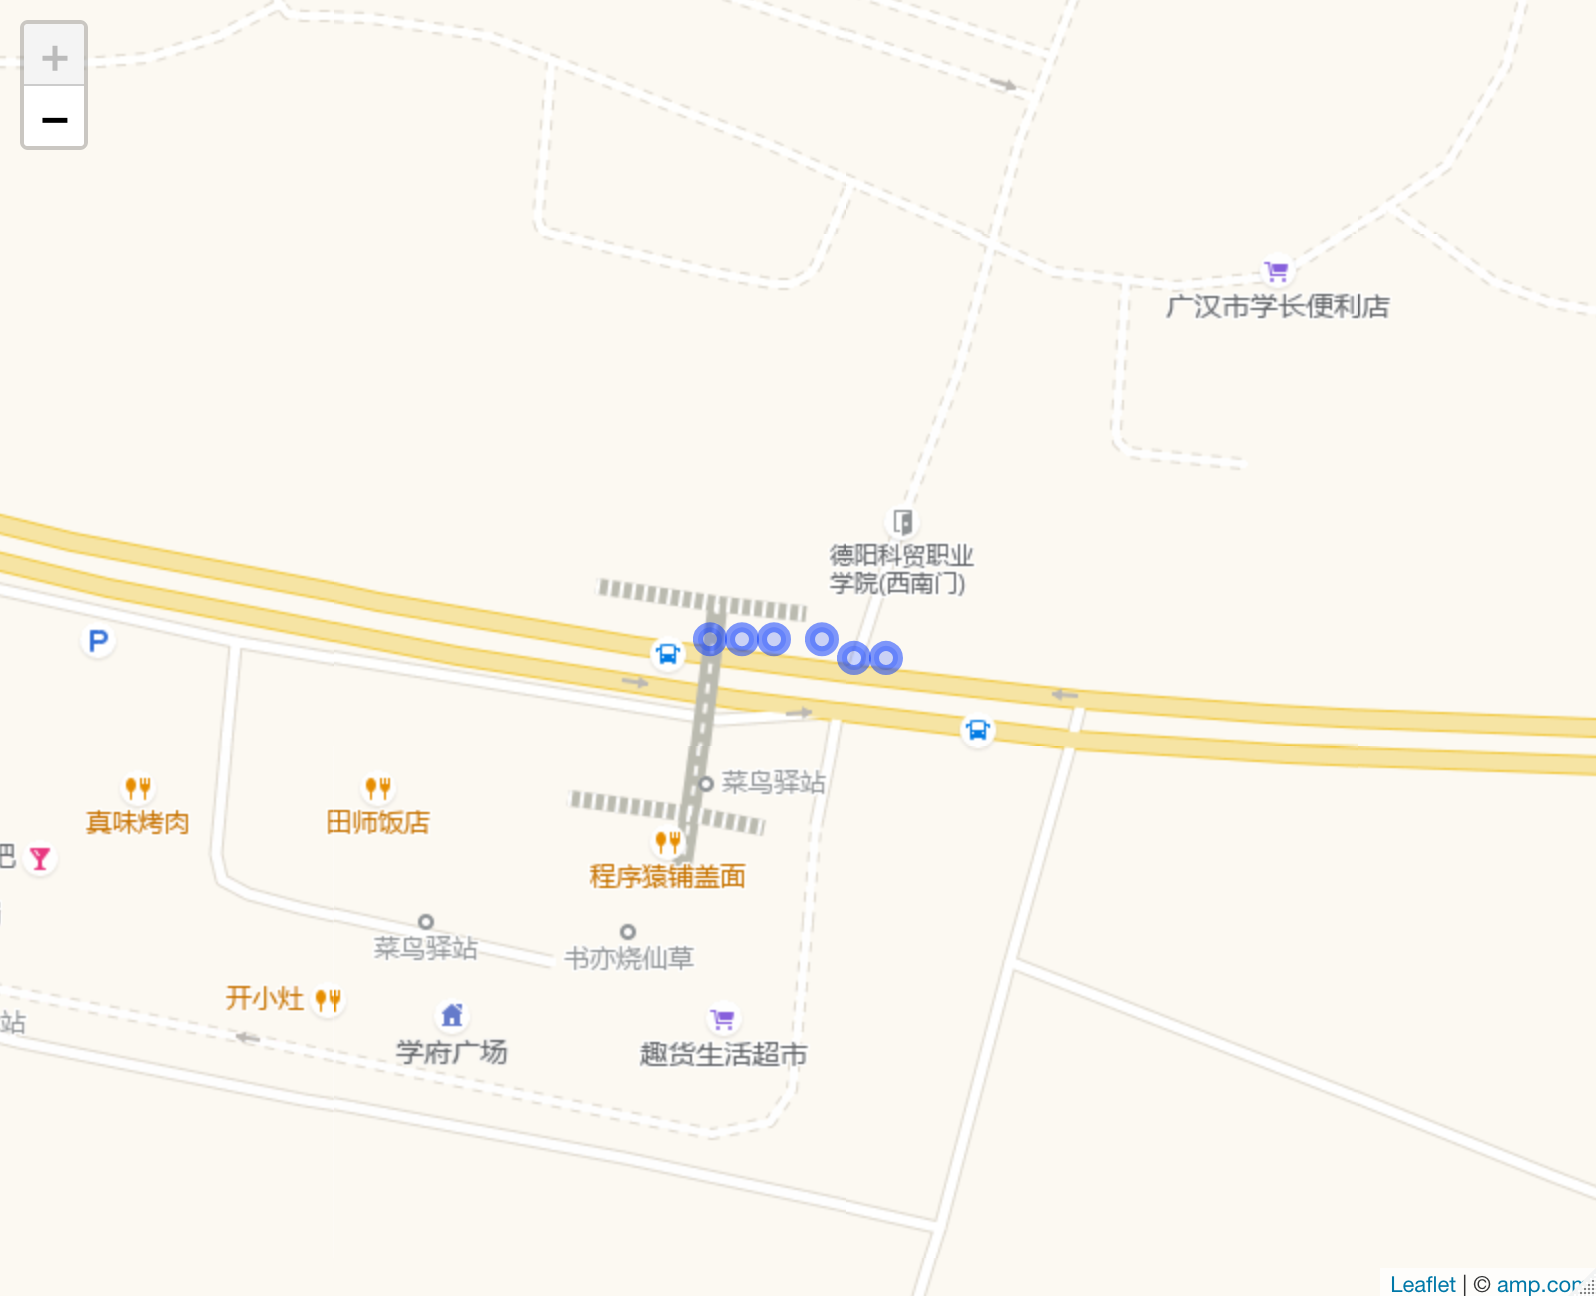 +
−
广汉市学长便利店
德阳科贸职业
学院(西南门)
P
菜鸟驿站
真味烤肉
田师饭店
吧
程序猿铺盖面
菜鸟驿站
书亦烧仙草
开小灶
站
学府广场
趣货生活超市
Leaflet | © amp.com